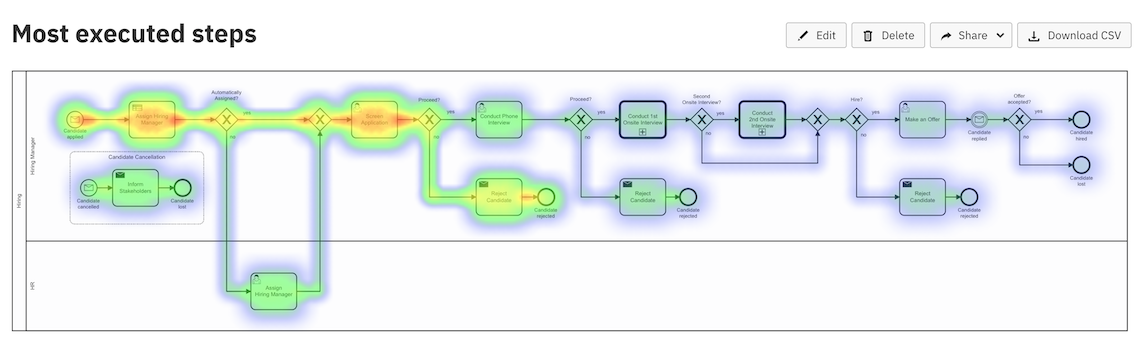 Most executed steps
Edit
Delete
Share
Download CSV
Hiring
Hiring Manager
HR
Candidate
applied
Assign Hiring
Manager
Automatically
Assigned?
yes
no
Screen
Application
Proceed?
yes
no
Conduct Phone
Interview
Proceed?
yes
no
Conduct 1st
Onsite Interview
Second
Onsite Interview?
yes
no
Conduct
2nd Onsite
Interview
Hire?
yes
no
Make an Offer
Candidate
replied
Offer
accepted?
yes
no
Candidate
hired
Candidate
lost
Candidate Cancellation
Candidate
cancelled
Inform
Stakeholders
Candidate
lost
Reject
Candidate
Candidate
rejected
Reject
Candidate
Candidate
rejected
Reject
Candidate
Candidate
rejected
Assign
Hiring Manager